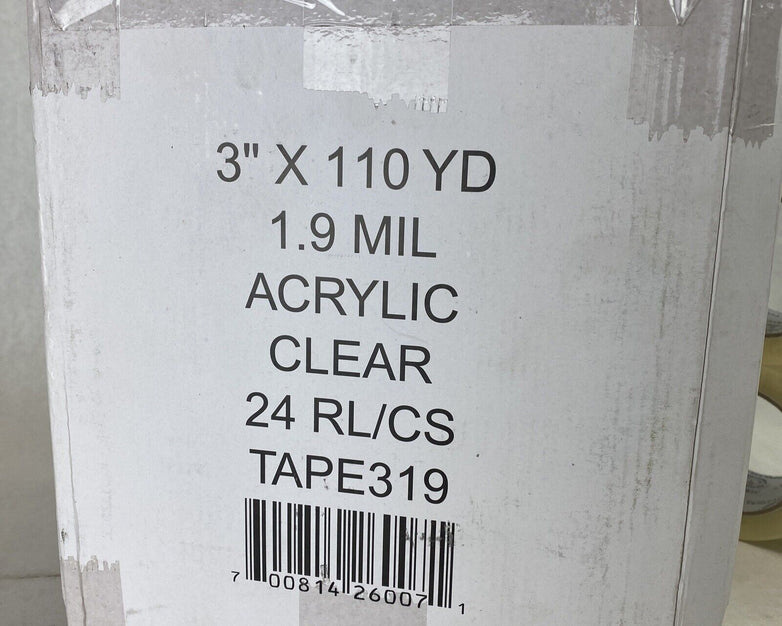 3" X 110 YD
1.9 MIL
ACRYLIC
CLEAR
24 RL/CS
TAPE319
7 00814 26007 1